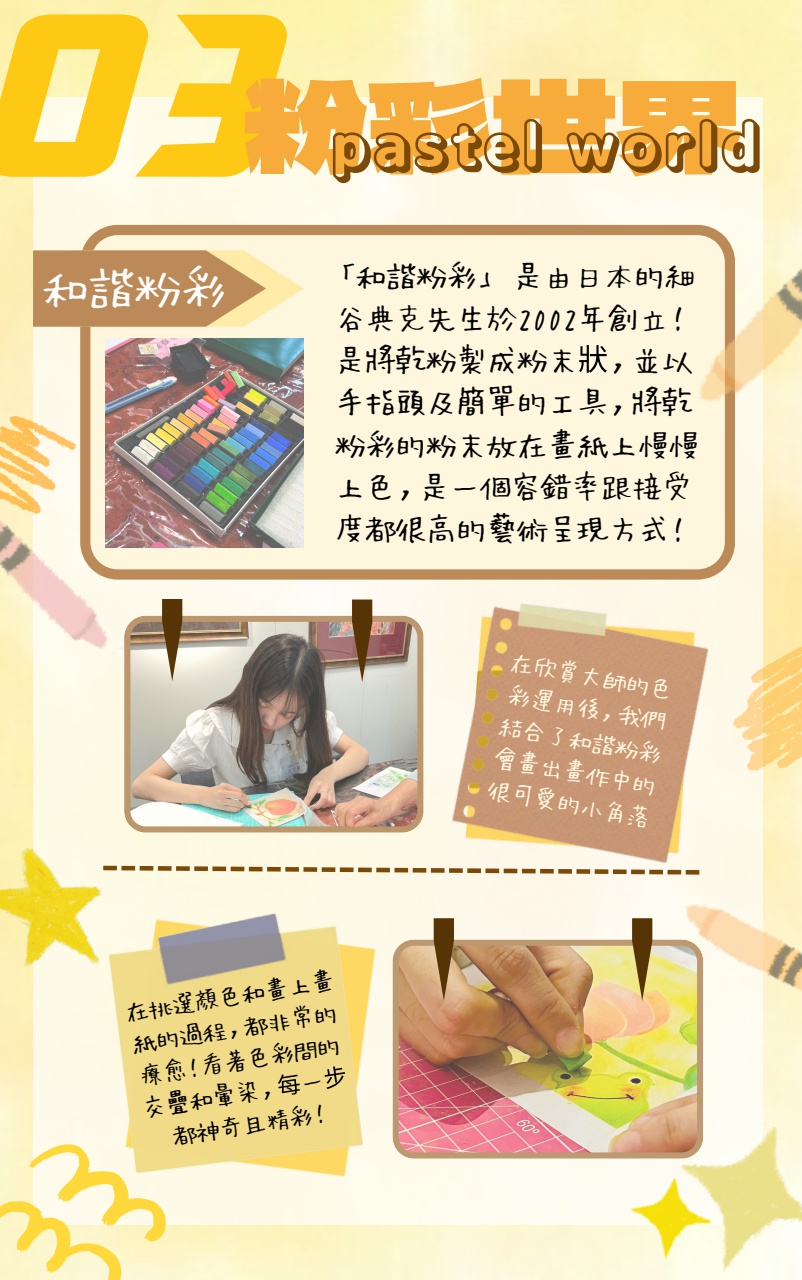 03
粉彩世界
pastel world
和諧粉彩
「和諧粉彩」 是由日本的細
谷典克先生於2002年創立!
是將乾粉製成粉末狀,並以
手指頭及簡單的工具,將乾
粉彩的粉末放在畫紙上慢慢
上色,是一個容錯率跟接受
度都很高的藝術呈現方式!
在欣賞大師的色
彩運用後,我們
結合了和諧粉彩
會畫出畫作中的
很可愛的小角落
在挑選顏色和畫上畫
紙的過程,都非常的
療愈!看著色彩間的
交疊和暈染,每一步
都神奇且精彩!
60°